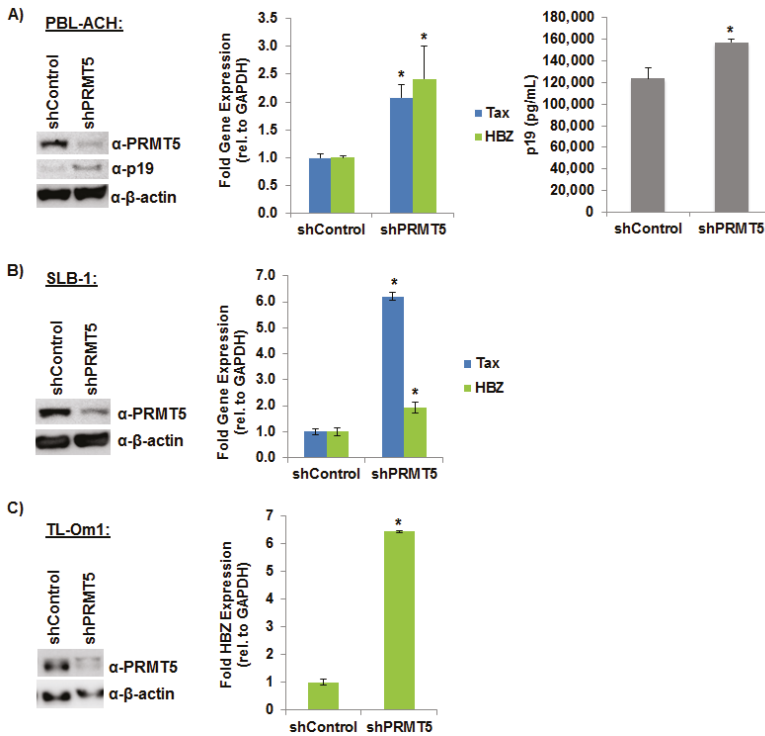 A)
PBL-ACH:
shControl
shPRMT5
α-PRMT5
α-p19
α-β-actin
Fold Gene Expression
(rel. to GAPDH)
3.5
3.0
2.5
2.0
1.5
1.0
0.5
0.0
*
*
shControl shPRMT5
Tax
HBZ
p19 (pg/mL)
180,000
160,000
140,000
120,000
100,000
80,000
60,000
40,000
20,000
0
*
shControl shPRMT5
B)
SLB-1:
shControl
shPRMT5
α-PRMT5
α-β-actin
Fold Gene Expression
(rel. to GAPDH)
7.0
6.0
5.0
4.0
3.0
2.0
1.0
0.0
*
*
shControl shPRMT5
Tax
HBZ
C)
TL-Om1:
shControl
shPRMT5
α-PRMT5
α-β-actin
Fold HBZ Expression
(rel. to GAPDH)
7
6
5
4
3
2
1
0
*
shControl shPRMT5